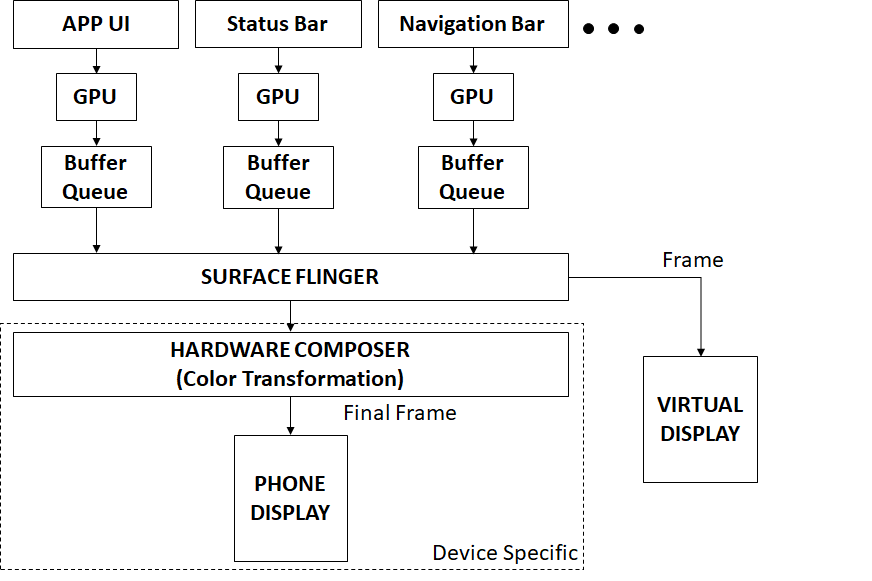 APP UI
Status Bar
Navigation Bar
GPU
GPU
GPU
Buffer
Queue
Buffer
Queue
Buffer
Queue
SURFACE FLINGER
Frame
HARDWARE COMPOSER
(Color Transformation)
Final Frame
VIRTUAL
DISPLAY
PHONE
DISPLAY
Device Specific